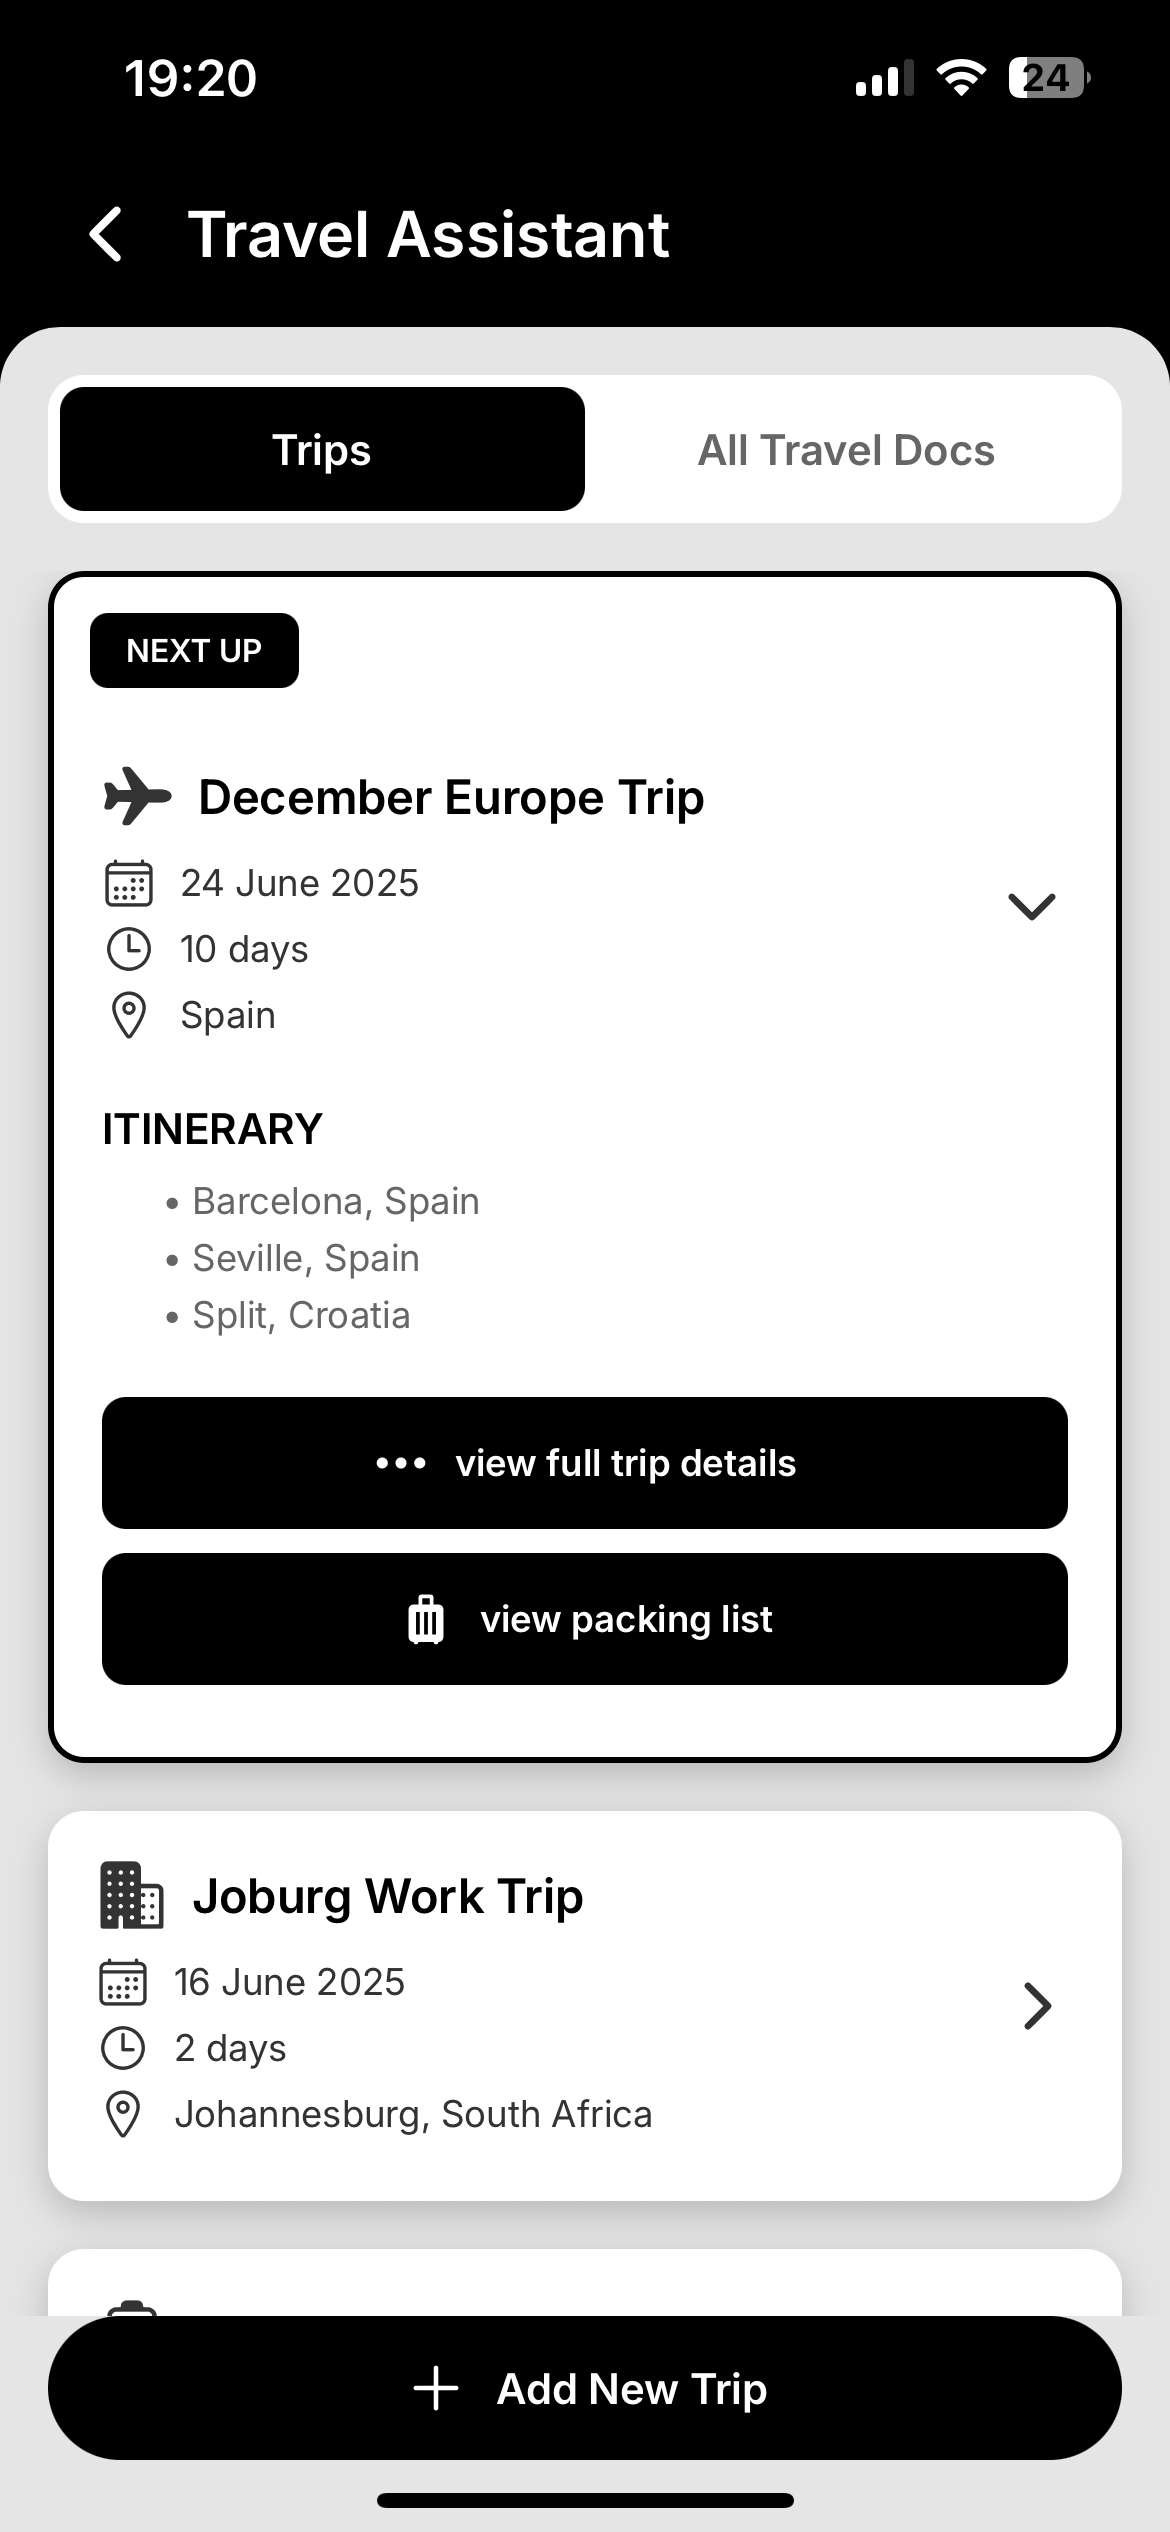 19:20
24
Travel Assistant
Trips
All Travel Docs
NEXT UP
December Europe Trip
24 June 2025
10 days
Spain
ITINERARY
• Barcelona, Spain
• Seville, Spain
• Split, Croatia
view full trip details
view packing list
Joburg Work Trip
16 June 2025
2 days
Johannesburg, South Africa
Add New Trip